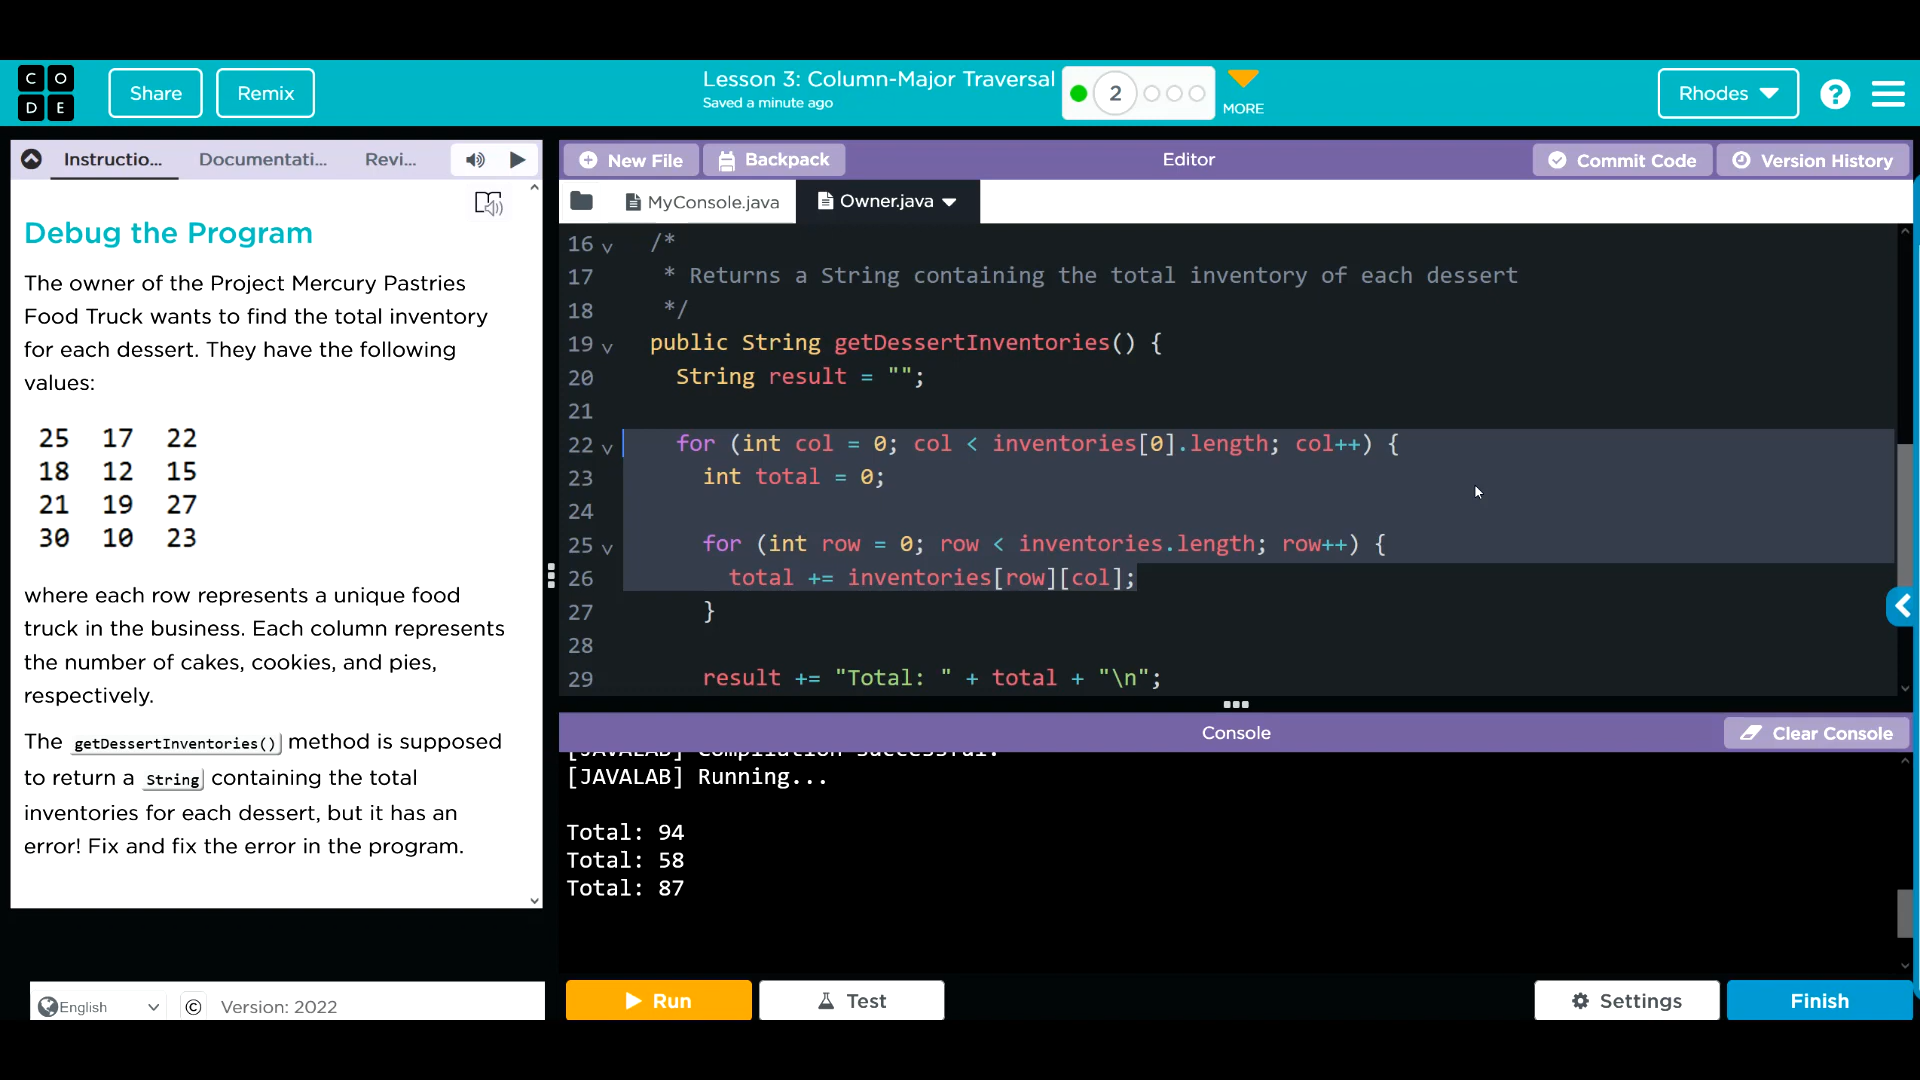 C O
D E
Share
Remix
Lesson 3: Column-Major Traversal
Saved a minute ago
2
MORE
Rhodes
?
Instructio...
Documentati...
Revi...
New File
Backpack
Editor
Commit Code
Version History
MyConsole.java
Owner.java
Debug the Program
The owner of the Project Mercury Pastries
Food Truck wants to find the total inventory
for each dessert. They have the following
values:
25 17 22
18 12 15
21 19 27
30 10 23
where each row represents a unique food
truck in the business. Each column represents
the number of cakes, cookies, and pies,
respectively.
The getDessertInventories() method is supposed
to return a String containing the total
inventories for each dessert, but it has an
error! Fix and fix the error in the program.
16 /*
17 * Returns a String containing the total inventory of each dessert
18 */
19 public String getDessertInventories() {
20 String result = "";
21
22 for (int col = 0; col < inventories[0].length; col++) {
23 int total = 0;
24
25 for (int row = 0; row < inventories.length; row++) {
26 total += inventories[row][col];
27 }
28
29 result += "Total: " + total + "\n";
Console
Clear Console
[JAVALAB] Compilation successful.
[JAVALAB] Running...
Total: 94
Total: 58
Total: 87
English
© Version: 2022
Run
Test
Settings
Finish